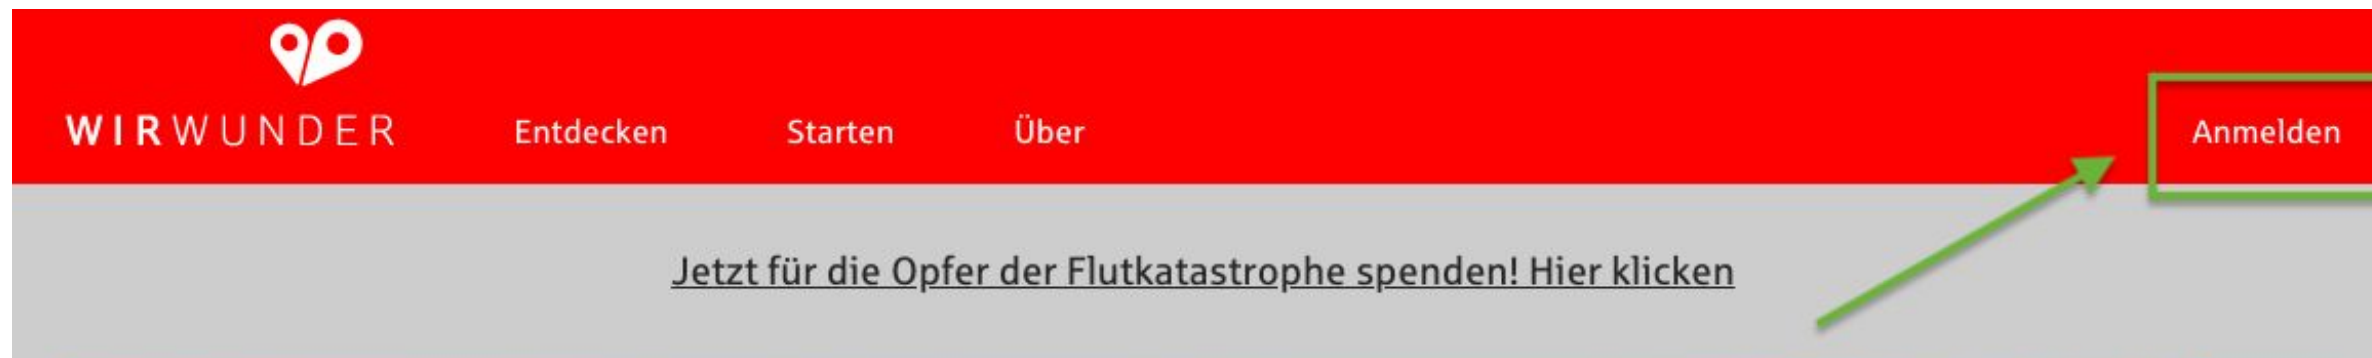 WIRWUNDER Entdecken Starten Über Anmelden
Jetzt für die Opfer der Flutkatastrophe spenden! Hier klicken